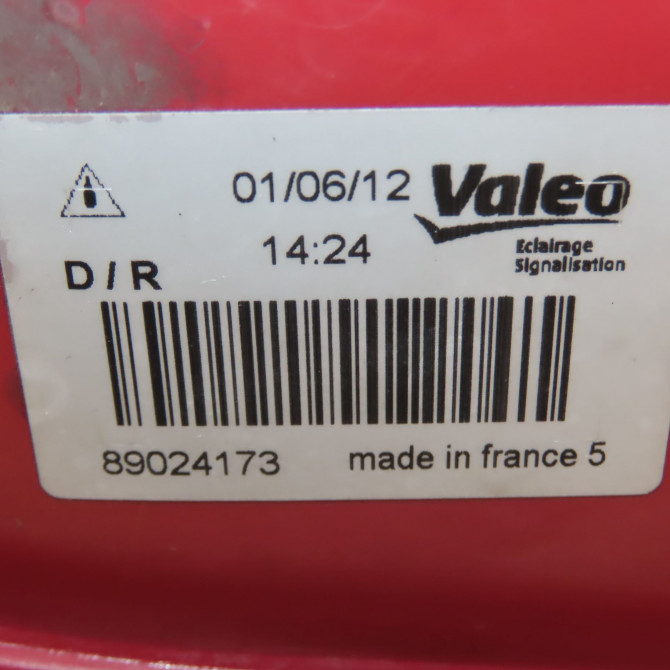 01/06/12 Valeo
14:24
Eclairage
Signalisation
D / R
89024173 made in france 5